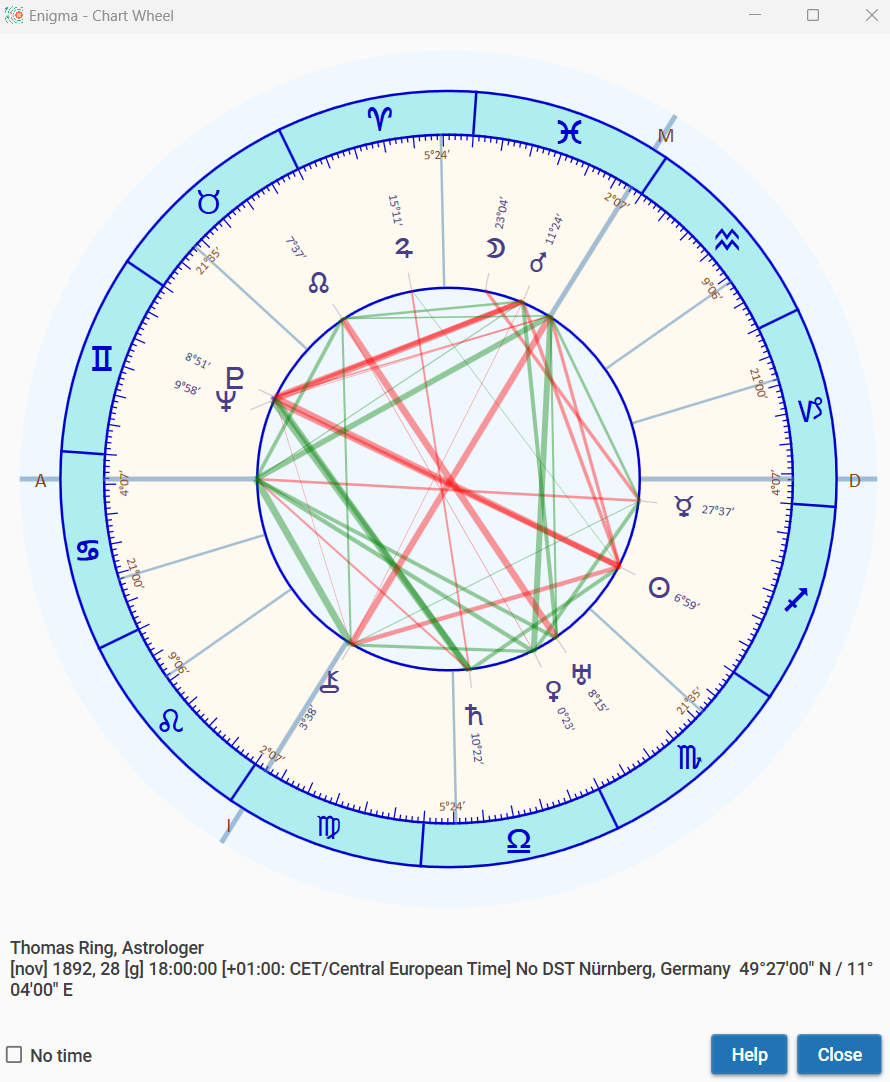 Enigma - Chart Wheel
M
5°24'
2°07'
23°04'
11°24'
15°11'
7°37'
21°35'
9°06'
21°00'
8°51'
9°58'
A
4°07'
4°07'
D
27°37'
21°00'
6°59'
9°06'
3°38'
0°23'
8°15'
21°35'
10°22'
2°07'
5°24'
I
Thomas Ring, Astrologer
[nov] 1892, 28 [g] 18:00:00 [+01:00: CET/Central European Time] No DST Nürnberg, Germany 49°27'00" N / 11°
04'00" E
No time
Help
Close